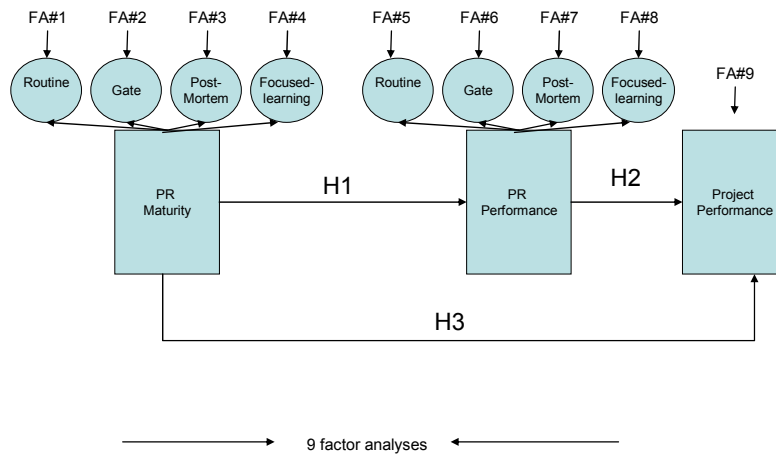 FA#1 FA#2 FA#3 FA#4 FA#5 FA#6 FA#7 FA#8
FA#9
Routine
Gate
Post-
Mortem
Focused-
learning
Routine
Gate
Post-
Mortem
Focused-
learning
PR
Maturity
H1
PR
Performance
H2
Project
Performance
H3
9 factor analyses